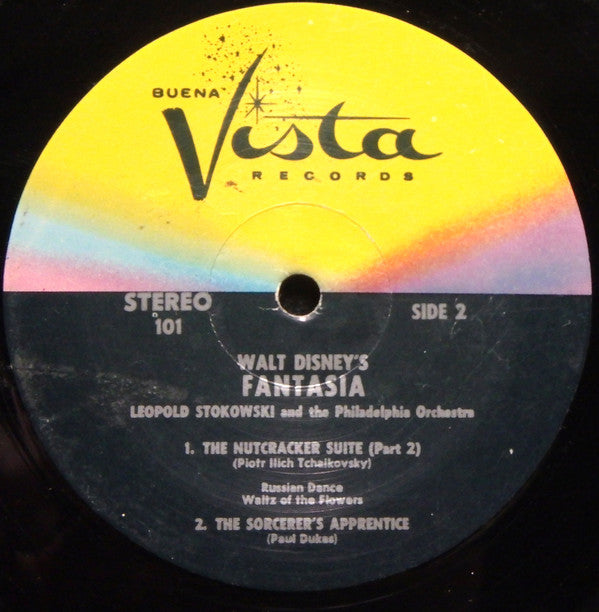 BUENA
Vista
RECORDS
STEREO
101
SIDE 2
WALT DISNEY'S
FANTASIA
LEOPOLD STOKOWSKI and the Philadelphia Orchestra
1. THE NUTCRACKER SUITE (Part 2)
(Piotr Ilich Tchaikovsky)
Russian Dance
Waltz of the Flowers
2. THE SORCERER'S APPRENTICE
(Paul Dukas)